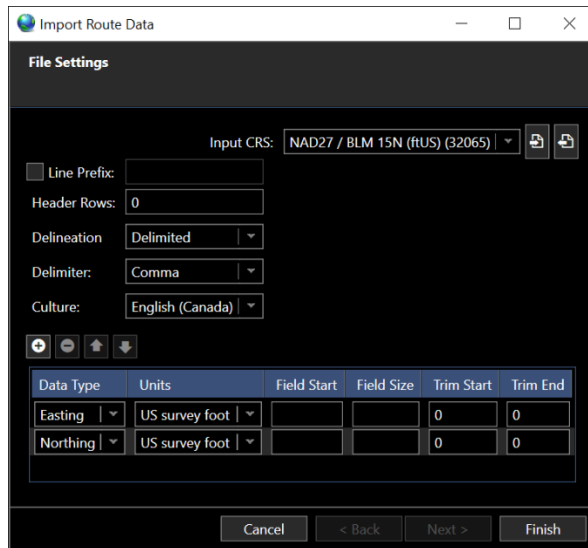 Import Route Data
File Settings
Input CRS: NAD27 / BLM 15N (ftUS) (32065)
Line Prefix:
Header Rows: 0
Delineation Delimited
Delimiter: Comma
Culture: English (Canada)
Data Type Units Field Start Field Size Trim Start Trim End
Easting US survey foot 0 0
Northing US survey foot 0 0
Cancel < Back Next > Finish